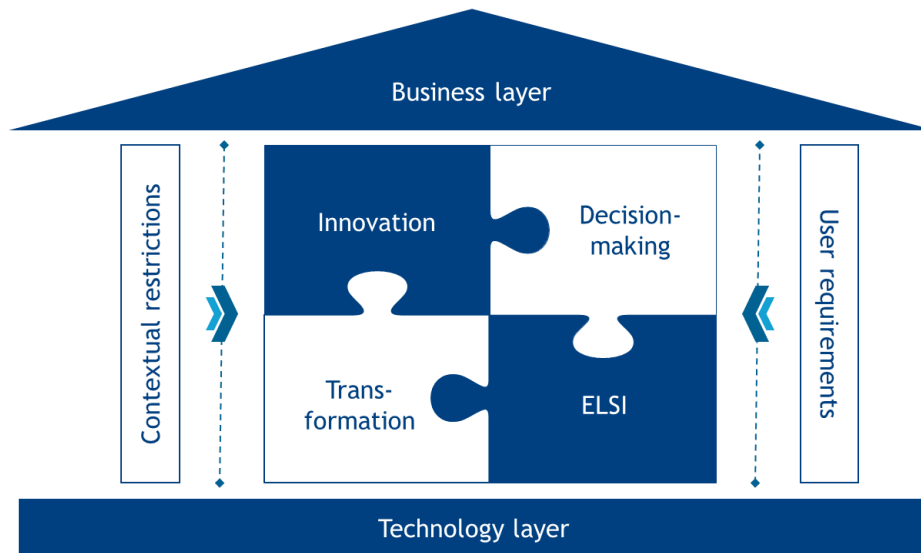 Business layer
Contextual restrictions
Innovation
Decision-
making
Trans-
formation
ELSI
User requirements
Technology layer